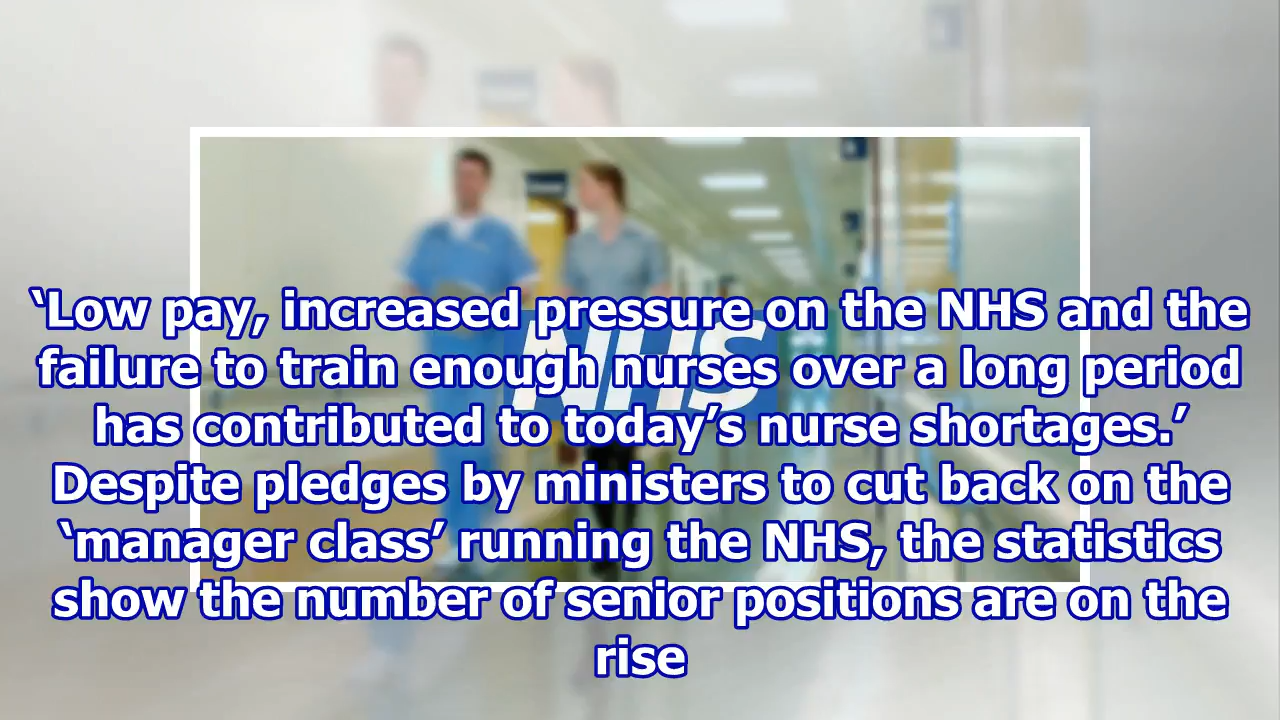 ‘Low pay, increased pressure on the NHS and the
failure to train enough nurses over a long period
has contributed to today’s nurse shortages.’
Despite pledges by ministers to cut back on the
‘manager class’ running the NHS, the statistics
show the number of senior positions are on the
rise
NHS